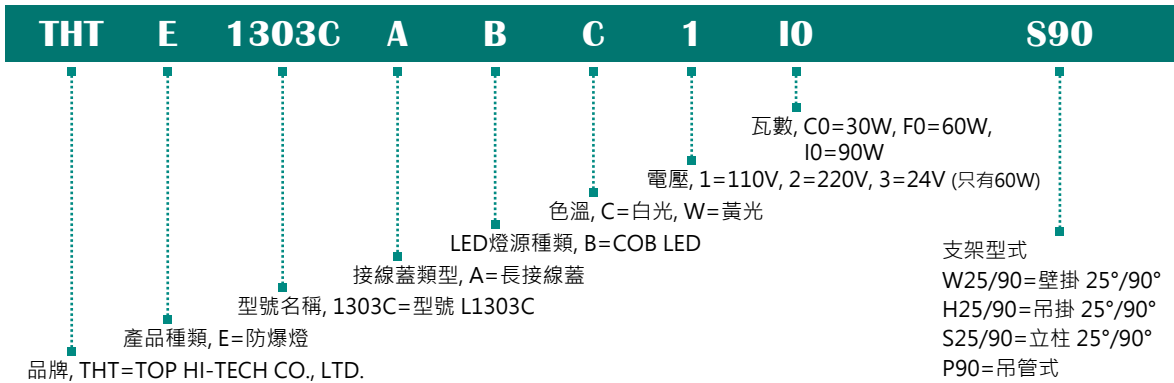 THT E 1303C A B C 1 I0 S90
瓦數, C0=30W, F0=60W,
I0=90W
電壓, 1=110V, 2=220V, 3=24V (只有60W)
色溫, C=白光, W=黃光
LED燈源種類, B=COB LED
接線蓋類型, A=長接線蓋
型號名稱, 1303C=型號 L1303C
產品種類, E=防爆燈
品牌, THT=TOP HI-TECH CO., LTD.
支架型式
W25/90=壁掛 25°/90°
H25/90=吊掛 25°/90°
S25/90=立柱 25°/90°
P90=吊管式